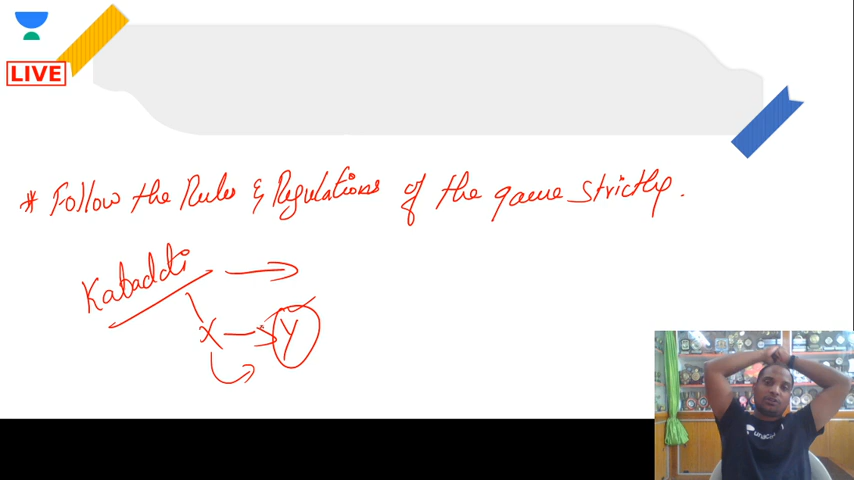 LIVE
* Follow the Rules & Regulations of the game strictly.
Kabaddi
X Y